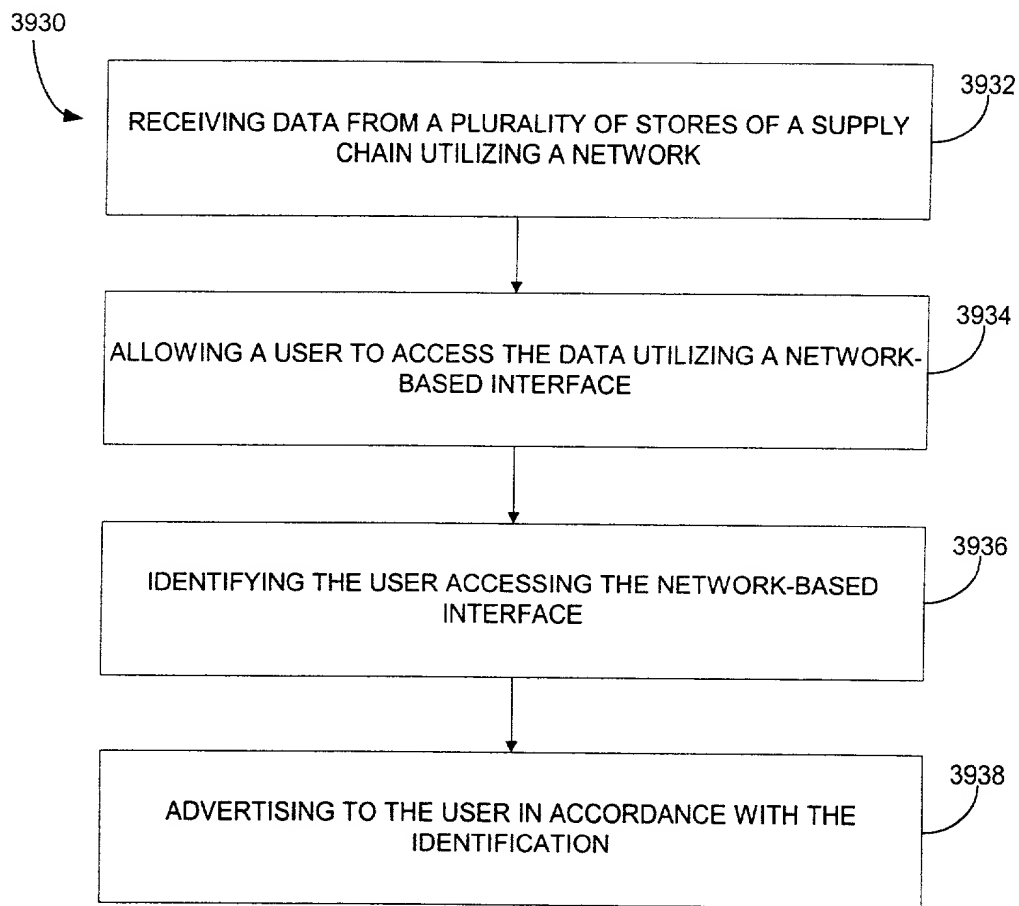 3930
3932
RECEIVING DATA FROM A PLURALITY OF STORES OF A SUPPLY
CHAIN UTILIZING A NETWORK
3934
ALLOWING A USER TO ACCESS THE DATA UTILIZING A NETWORK-
BASED INTERFACE
3936
IDENTIFYING THE USER ACCESSING THE NETWORK-BASED
INTERFACE
3938
ADVERTISING TO THE USER IN ACCORDANCE WITH THE
IDENTIFICATION